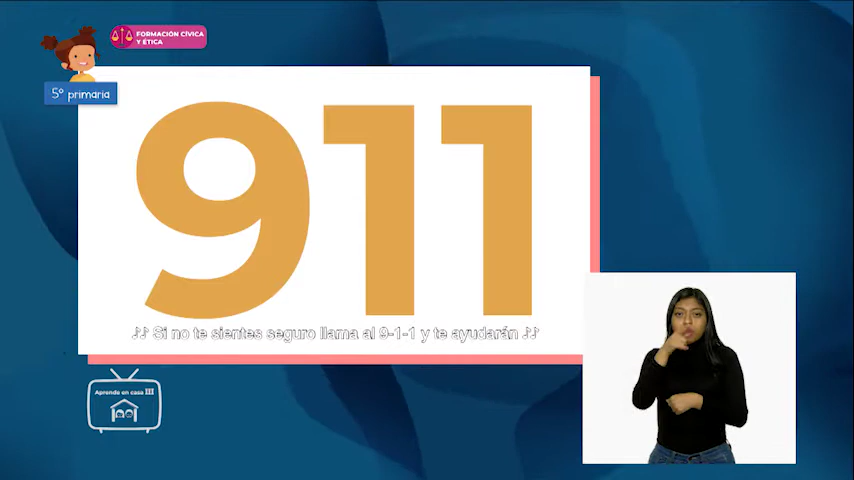 FORMACIÓN CÍVICA
Y ÉTICA
5° primaria
911
♪♪ Si no te sientes seguro llama al 9-1-1 y te ayudarán ♪♪
Aprende en casa III